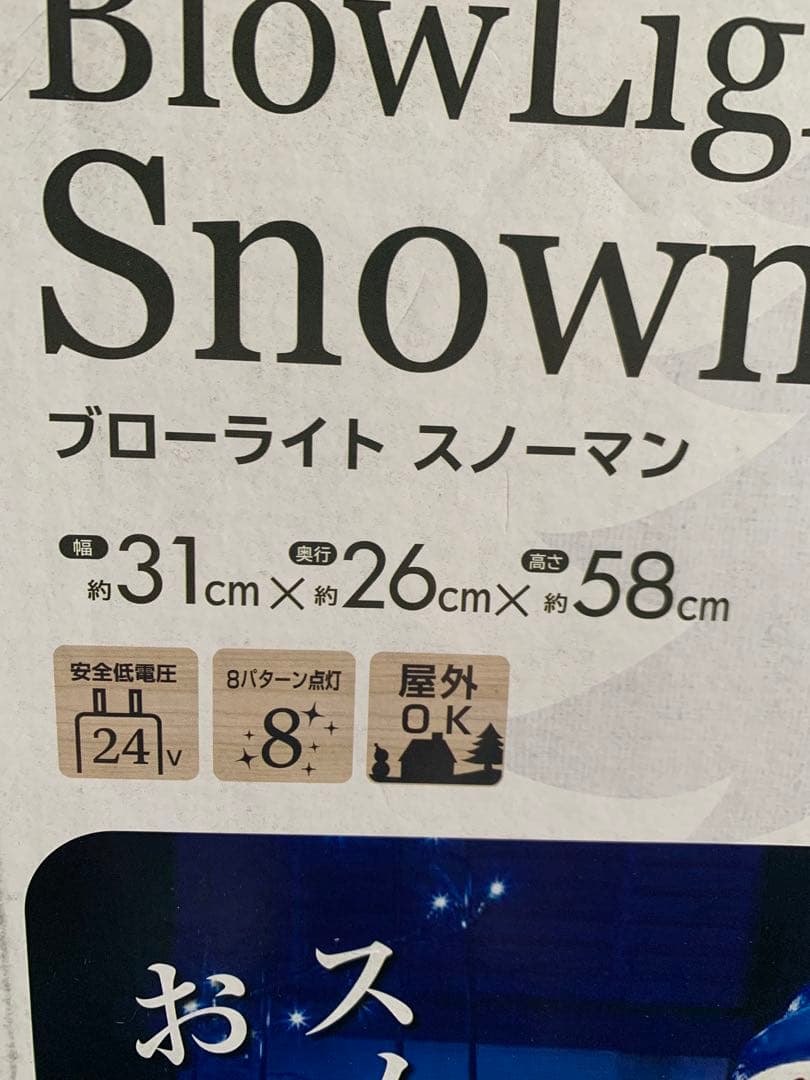 BlowLig
Snown
ブローライト スノーマン
幅 約31cm×奥行 約26cm×高さ 約58cm
安全低電圧
24V
8パターン点灯
8
屋外
OK
ス
お